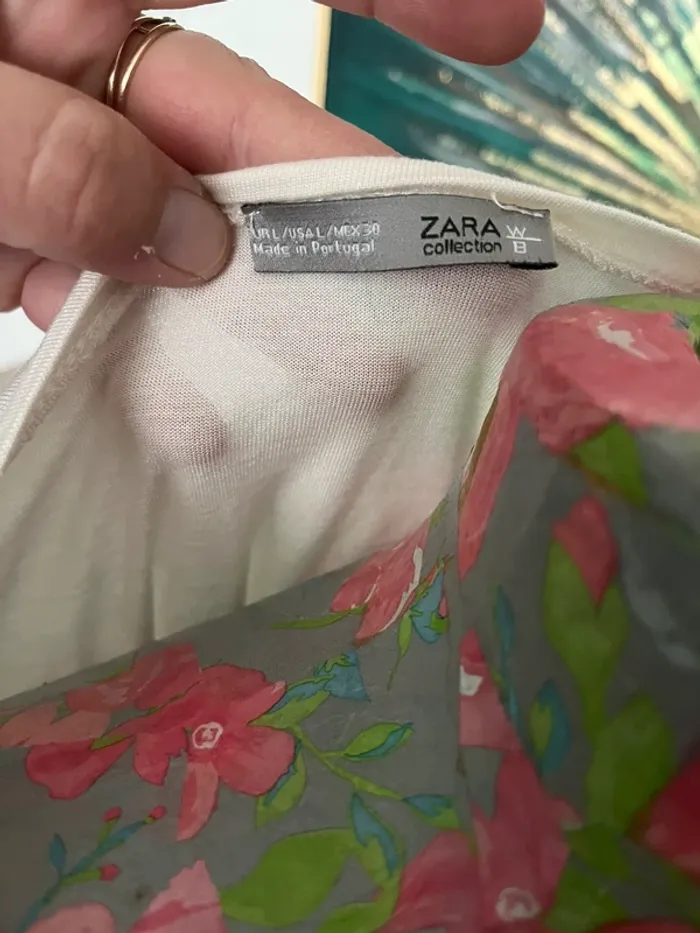 EUR L/USA L/MEX 30
Made in Portugal
ZARA
collection
W
B